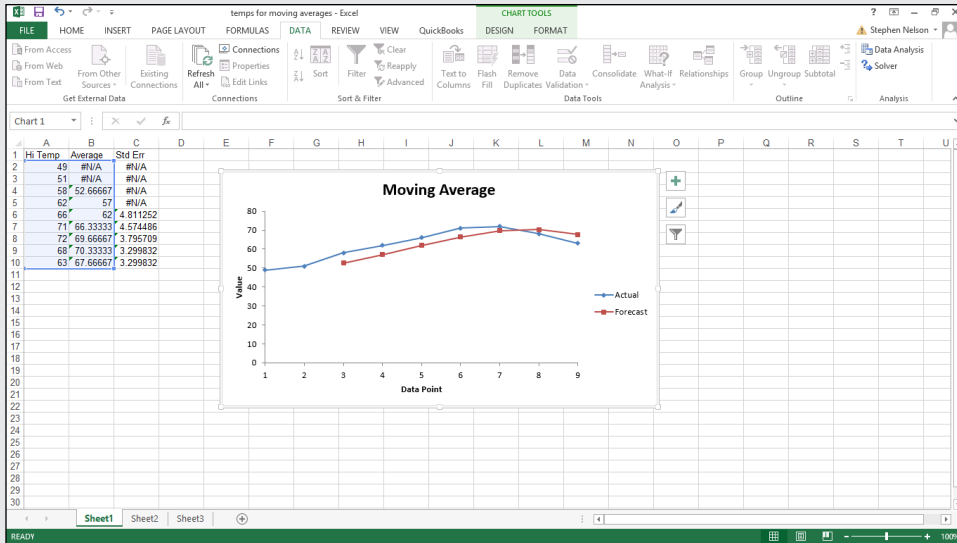 temps for moving averages - Excel
CHART TOOLS
?
FILE HOME INSERT PAGE LAYOUT FORMULAS DATA REVIEW VIEW QuickBooks DESIGN FORMAT Stephen Nelson
From Access
From Web
From Text
From Other Sources
Existing Connections
Get External Data
Refresh All
Connections
Properties
Edit Links
Connections
Sort
Filter
Clear
Reapply
Advanced
Sort & Filter
Text to Columns
Flash Fill
Remove Duplicates
Data Validation
Consolidate
What-If Analysis
Relationships
Data Tools
Group
Ungroup
Subtotal
Outline
Data Analysis
Solver
Analysis
Chart 1 fx
A B C D E F G H I J K L M N O P Q R S T U
1 Hi Temp Average Std Err
2 49 #N/A #N/A
3 51 #N/A #N/A
4 58 52.66667 #N/A
5 62 57 #N/A
6 66 62 4.811252
7 71 66.33333 4.574486
8 72 69.66667 3.795709
9 68 70.33333 3.299832
10 63 67.66667 3.299832
11
12
13
14
15
16
17
18
19
20
21
22
23
24
25
26
27
28
29
30
Moving Average
80
70
60
50
40
30
20
10
0
Value
1 2 3 4 5 6 7 8 9
Data Point
Actual
Forecast
Sheet1 Sheet2 Sheet3
READY
100%